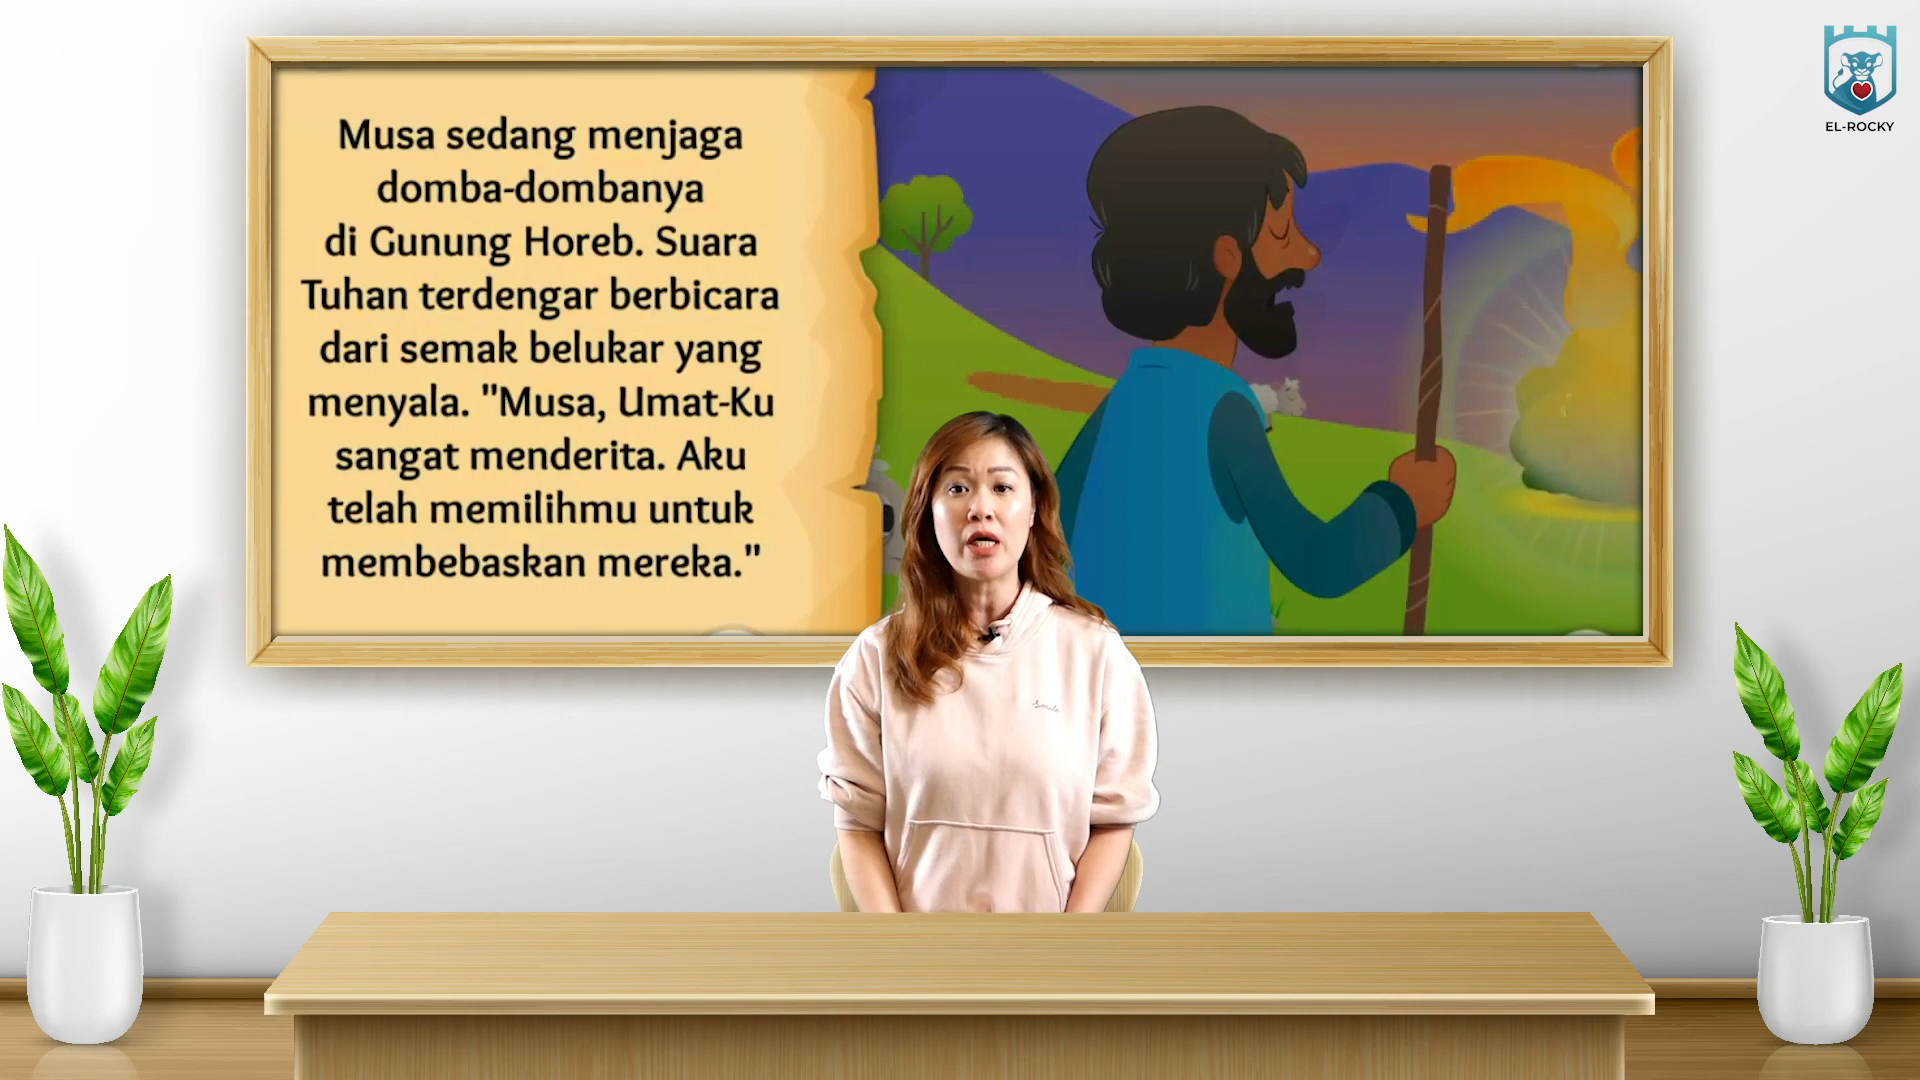 Musa sedang menjaga
domba-dombanya
di Gunung Horeb. Suara
Tuhan terdengar berbicara
dari semak belukar yang
menyala. "Musa, Umat-Ku
sangat menderita. Aku
telah memilihmu untuk
membebaskan mereka."
EL-ROCKY